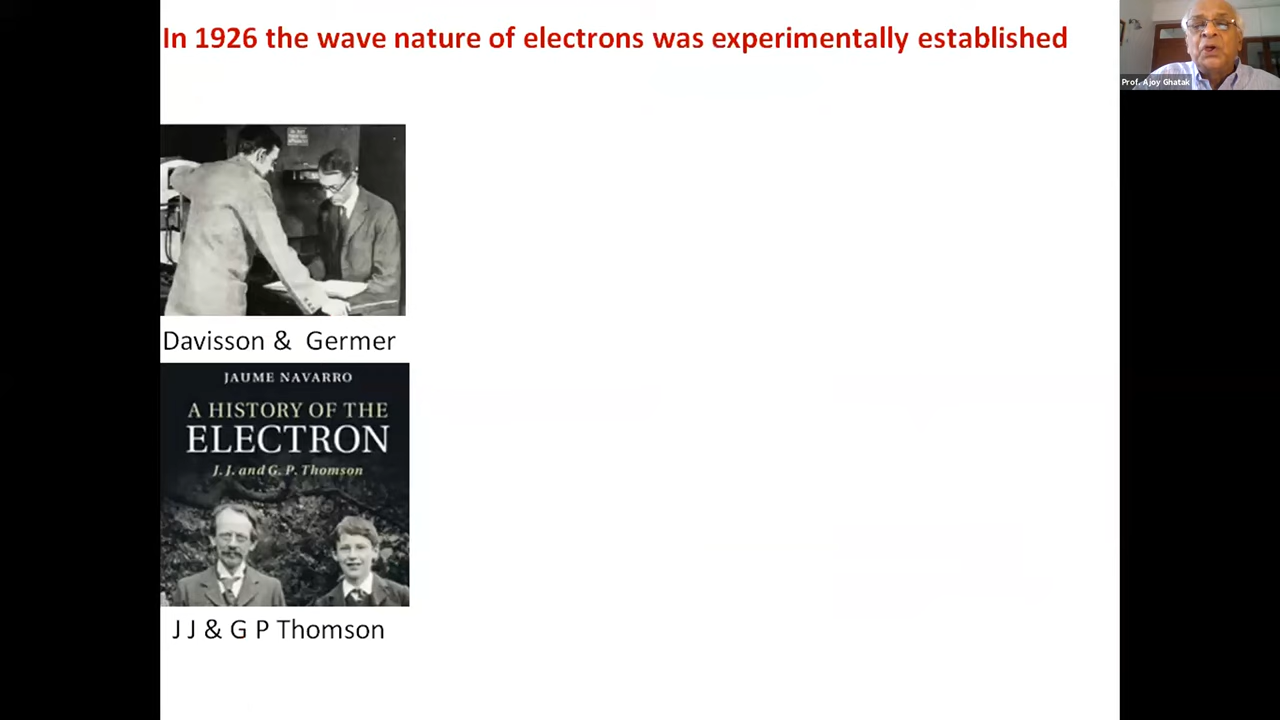 In 1926 the wave nature of electrons was experimentally established
Prof. Ajoy Ghatak
Davisson & Germer
JAUME NAVARRO
A HISTORY OF THE
ELECTRON
J. J. and G. P. Thomson
J J & G P Thomson